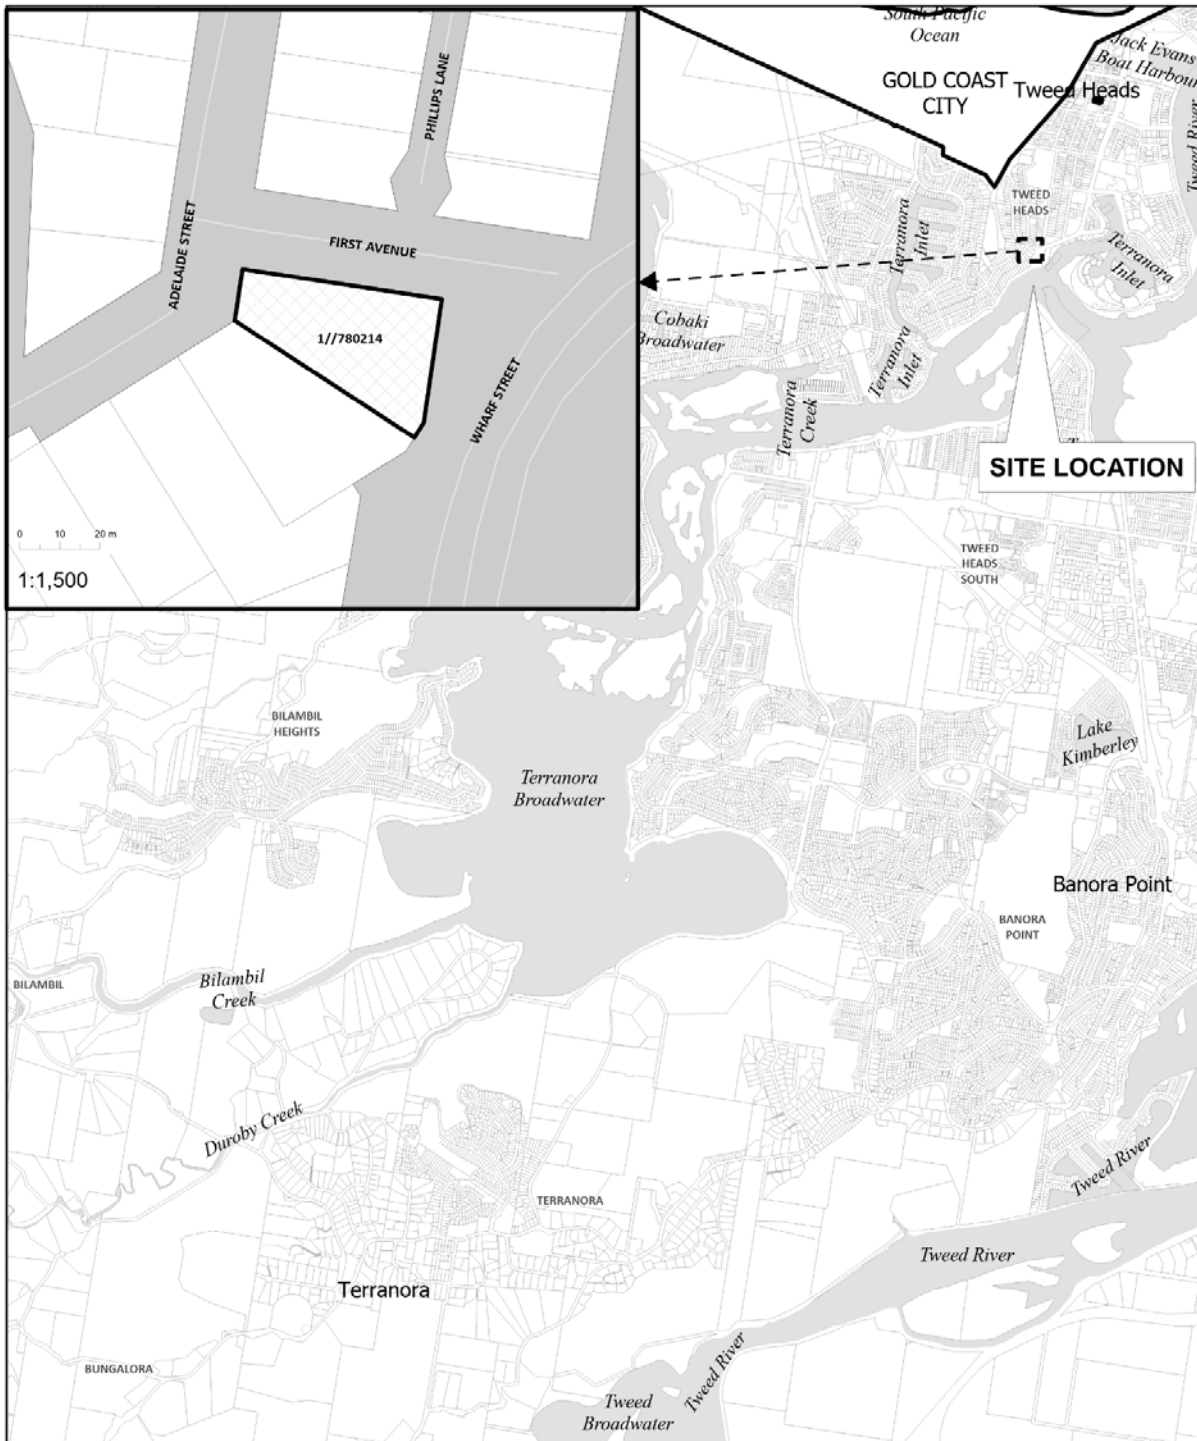 PHILLIPS LANE
ADELAIDE STREET
FIRST AVENUE
1//780214
WHARF STREET
0 10 20 m
1:1,500
South Pacific
Ocean
GOLD COAST
CITY
Tweed Heads
Jack Evans
Boat Harbour
Tweed River
TWEED
HEADS
Terranora
Inlet
Terranora
Inlet
Cobaki
Broadwater
Terranora
Inlet
Terranora
Creek
SITE LOCATION
TWEED
HEADS
SOUTH
BILAMBIL
HEIGHTS
Lake
Kimberley
Terranora
Broadwater
Banora Point
BANORA
POINT
BILAMBIL
Bilambil
Creek
Duroby Creek
Tweed River
TERRANORA
Tweed River
Terranora
BUNGALORA
Tweed River
Tweed
Broadwater